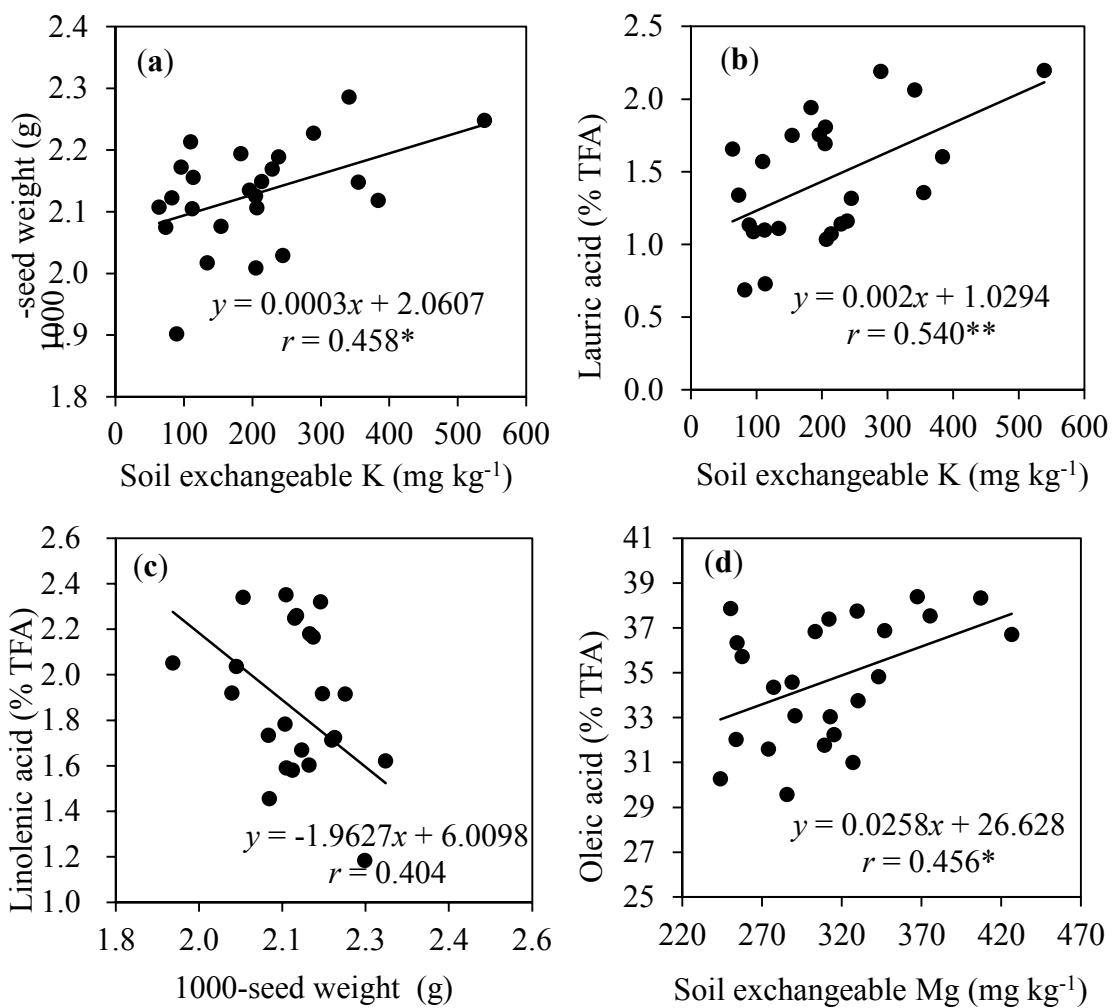 (a)
2.4
2.3
2.2
2.1
2.0
1.9
1.8
1000
-seed weight (g)
y = 0.0003x + 2.0607
r = 0.458*
0 100 200 300 400 500 600
Soil exchangeable K (mg kg-1)
(b)
2.5
2.0
1.5
1.0
0.5
0.0
Lauric acid (% TFA)
y = 0.002x + 1.0294
r = 0.540**
0 100 200 300 400 500 600
Soil exchangeable K (mg kg-1)
(c)
2.6
2.4
2.2
2.0
1.8
1.6
1.4
1.2
1.0
Linolenic acid (% TFA)
y = -1.9627x + 6.0098
r = 0.404
1.8 2.0 2.1 2.3 2.4 2.6
1000-seed weight (g)
(d)
41
39
37
35
33
31
29
27
25
Oleic acid (% TFA)
y = 0.0258x + 26.628
r = 0.456*
220 270 320 370 420
Soil exchangeable Mg (mg kg-1)